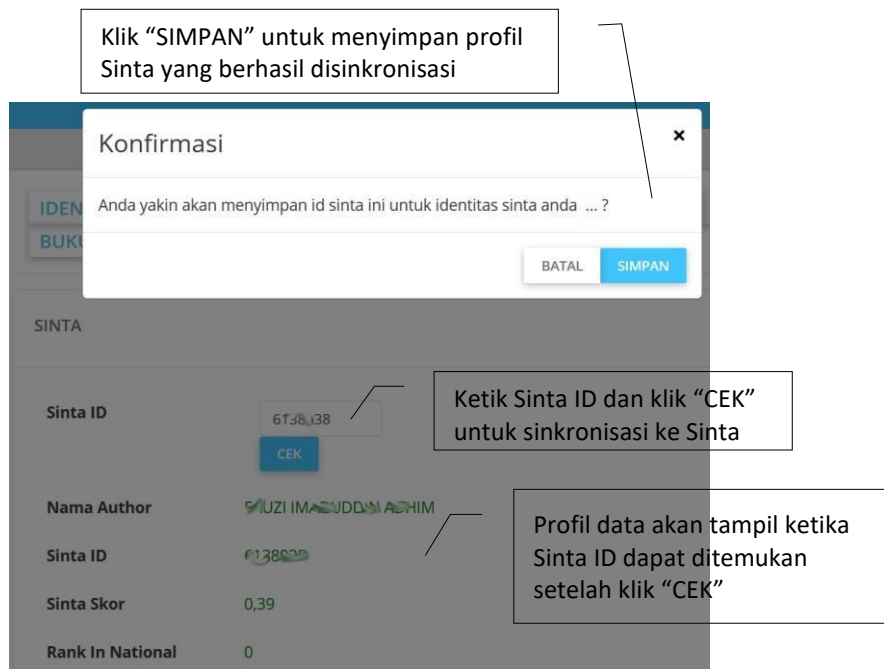 Klik “SIMPAN” untuk menyimpan profil
Sinta yang berhasil disinkronisasi
Konfirmasi
×
Anda yakin akan menyimpan id sinta ini untuk identitas sinta anda ... ?
IDEN
BUKU
BATAL SIMPAN
SINTA
Sinta ID
CEK
Ketik Sinta ID dan klik “CEK”
untuk sinkronisasi ke Sinta
Nama Author
Sinta ID
Profil data akan tampil ketika
Sinta ID dapat ditemukan
setelah klik “CEK”
Sinta Skor 0,39
Rank In National 0